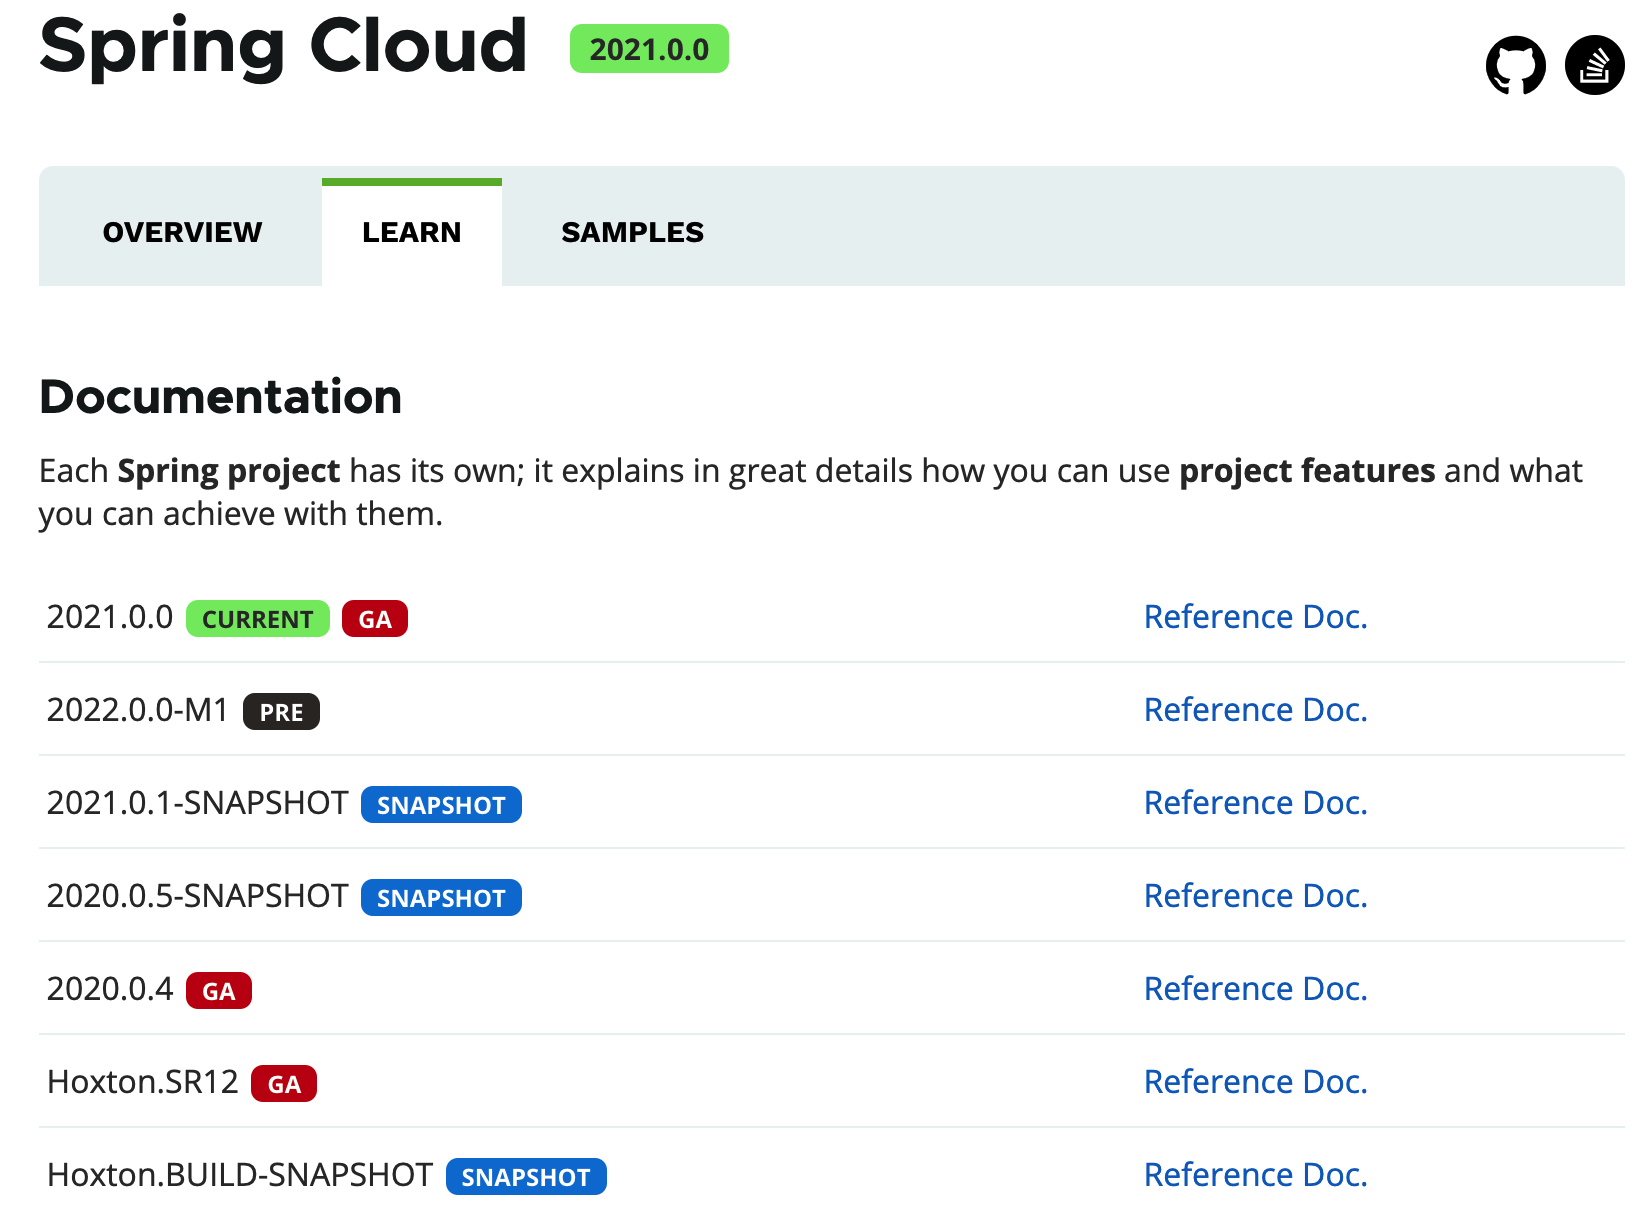 Spring Cloud 2021.0.0
OVERVIEW LEARN SAMPLES
Documentation
Each Spring project has its own; it explains in great details how you can use project features and what
you can achieve with them.
2021.0.0 CURRENT GA Reference Doc.
2022.0.0-M1 PRE Reference Doc.
2021.0.1-SNAPSHOT SNAPSHOT Reference Doc.
2020.0.5-SNAPSHOT SNAPSHOT Reference Doc.
2020.0.4 GA Reference Doc.
Hoxton.SR12 GA Reference Doc.
Hoxton.BUILD-SNAPSHOT SNAPSHOT Reference Doc.